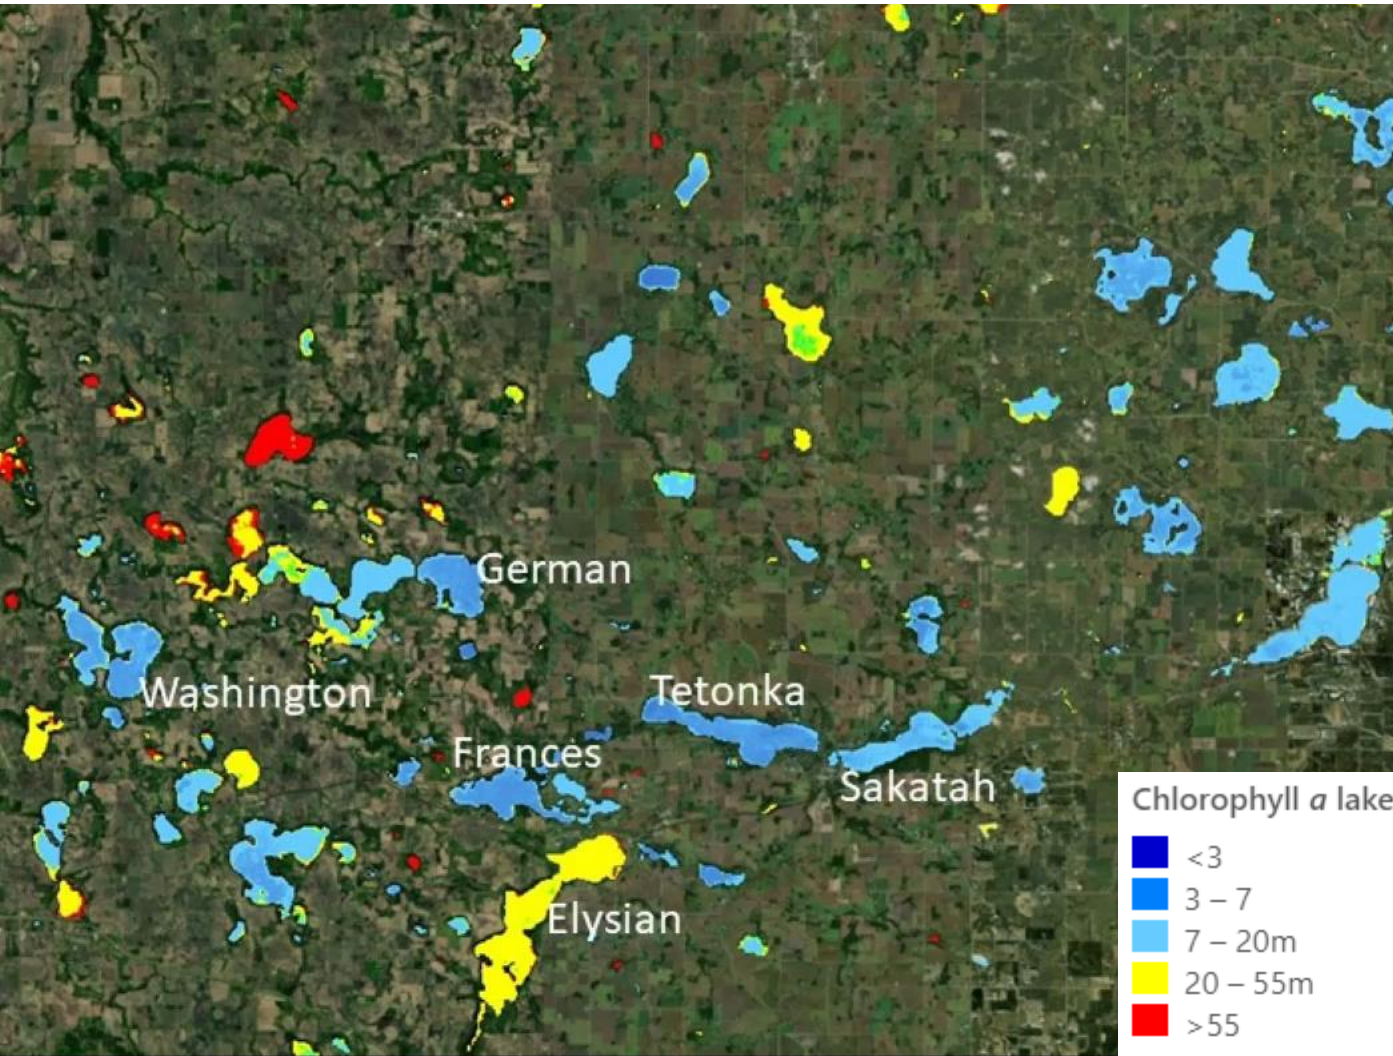 German
Washington
Tetonka
Frances
Sakatah
Elysian
Chlorophyll a lake
<3
3 – 7
7 – 20m
20 – 55m
>55